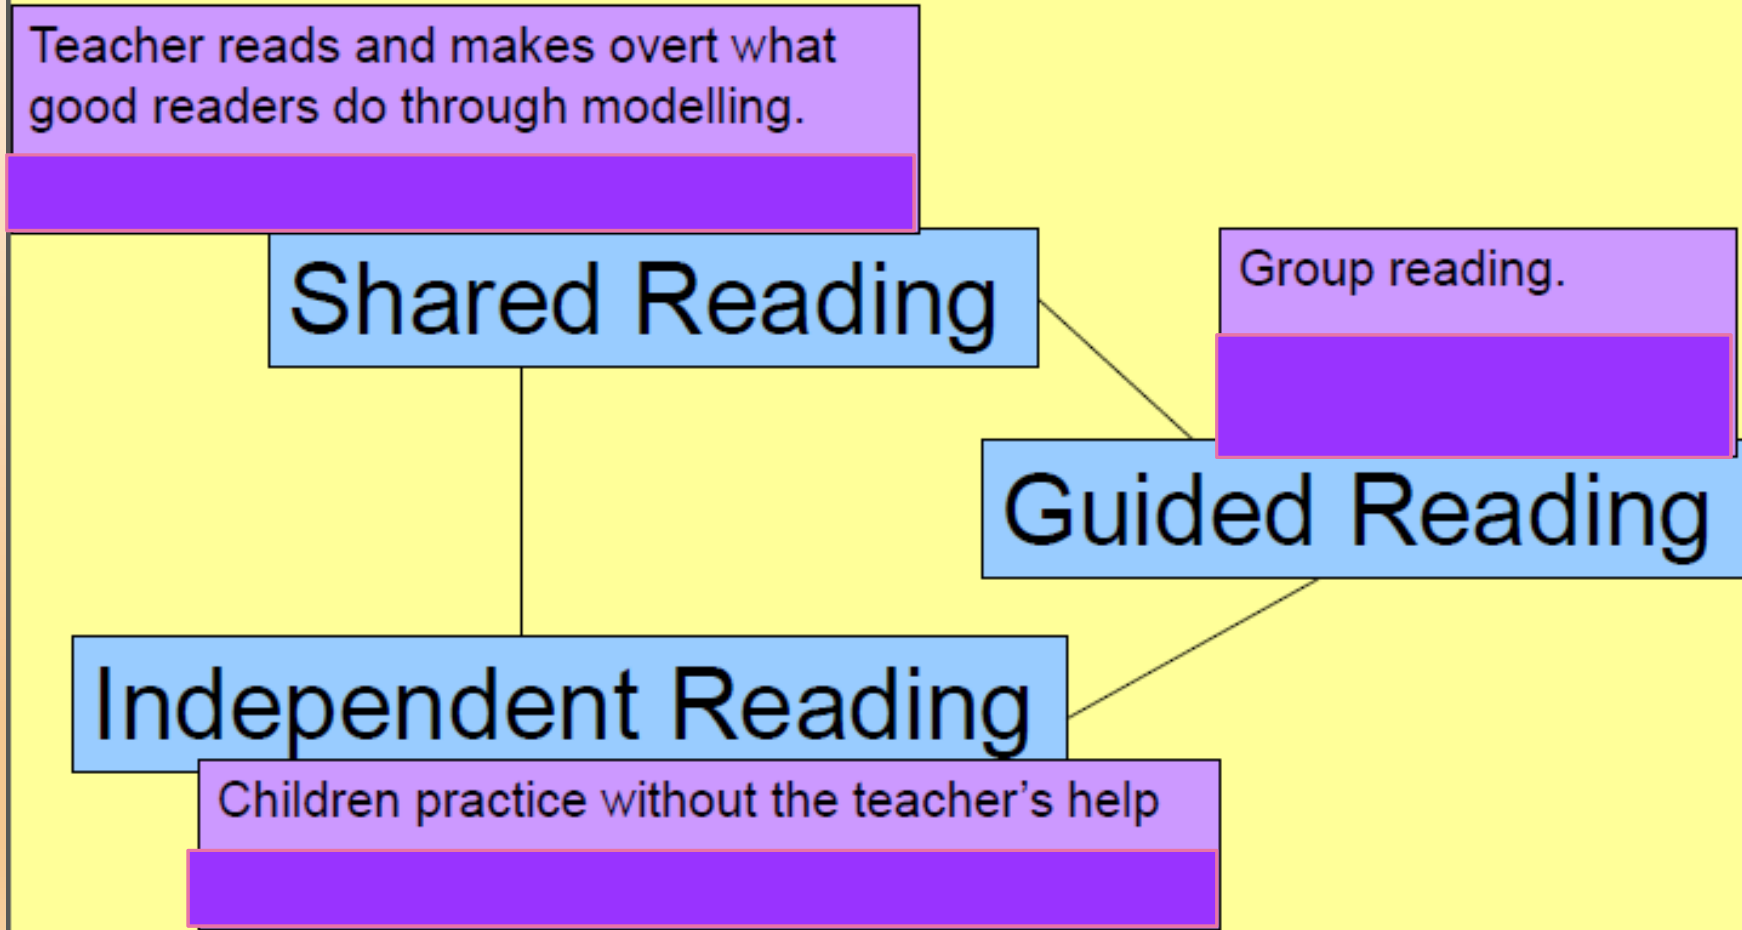 Teacher reads and makes overt what
good readers do through modelling.
Shared Reading
Group reading.
Guided Reading
Independent Reading
Children practice without the teacher’s help